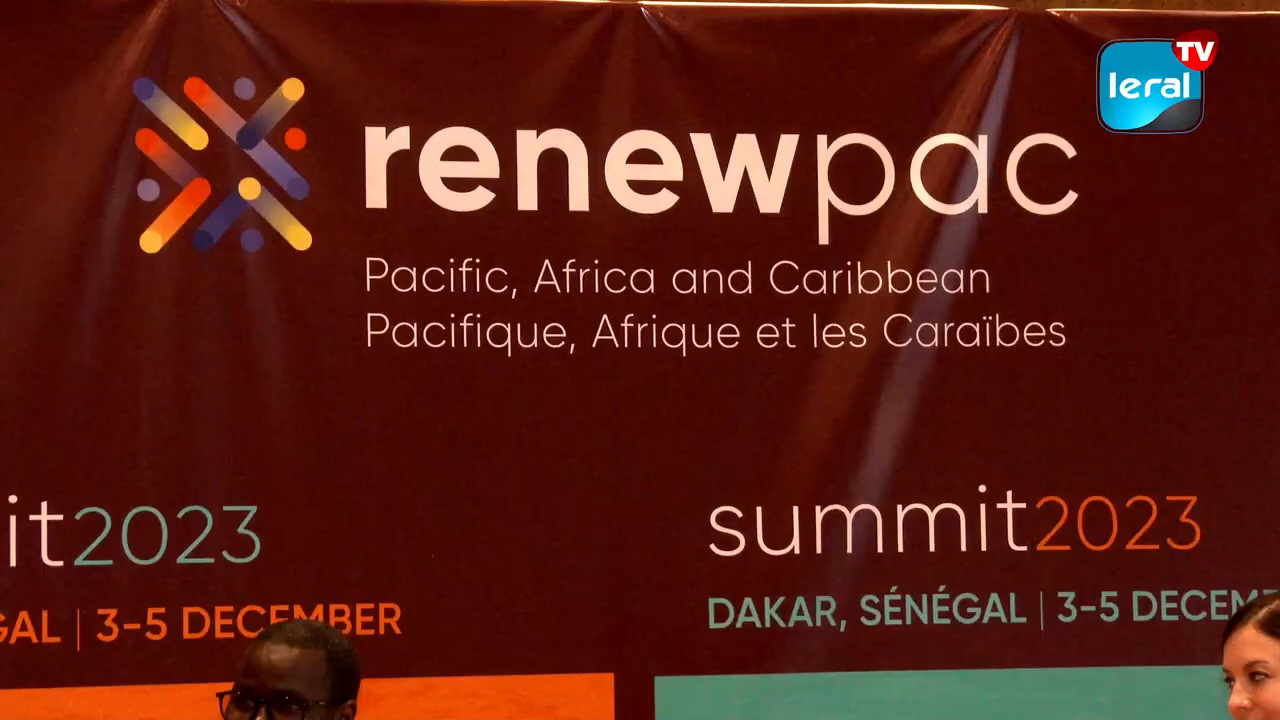 TV
leral
renewpac
Pacific, Africa and Caribbean
Pacifique, Afrique et les Caraïbes
it2023
GAL | 3-5 DECEMBER
summit2023
DAKAR, SÉNÉGAL | 3-5 DECEM